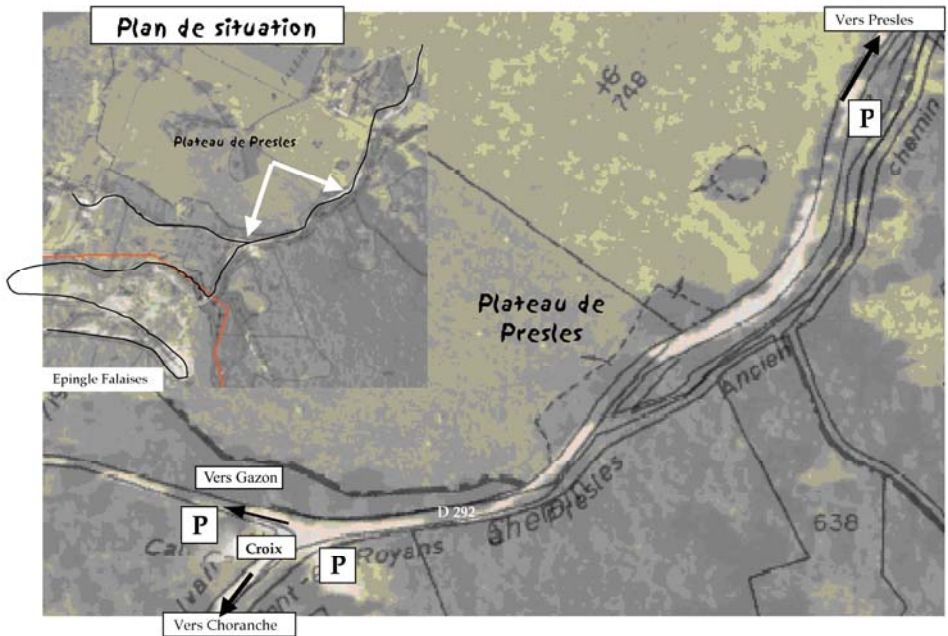 Plan de situation
Vers Presles
748
P
Plateau de Presles
chemin
Plateau de
Presles
Epingle Falaises
Ancien
Vers Gazon
D 292
Presles
P
Croix
P
Royans
638
Vers Choranche